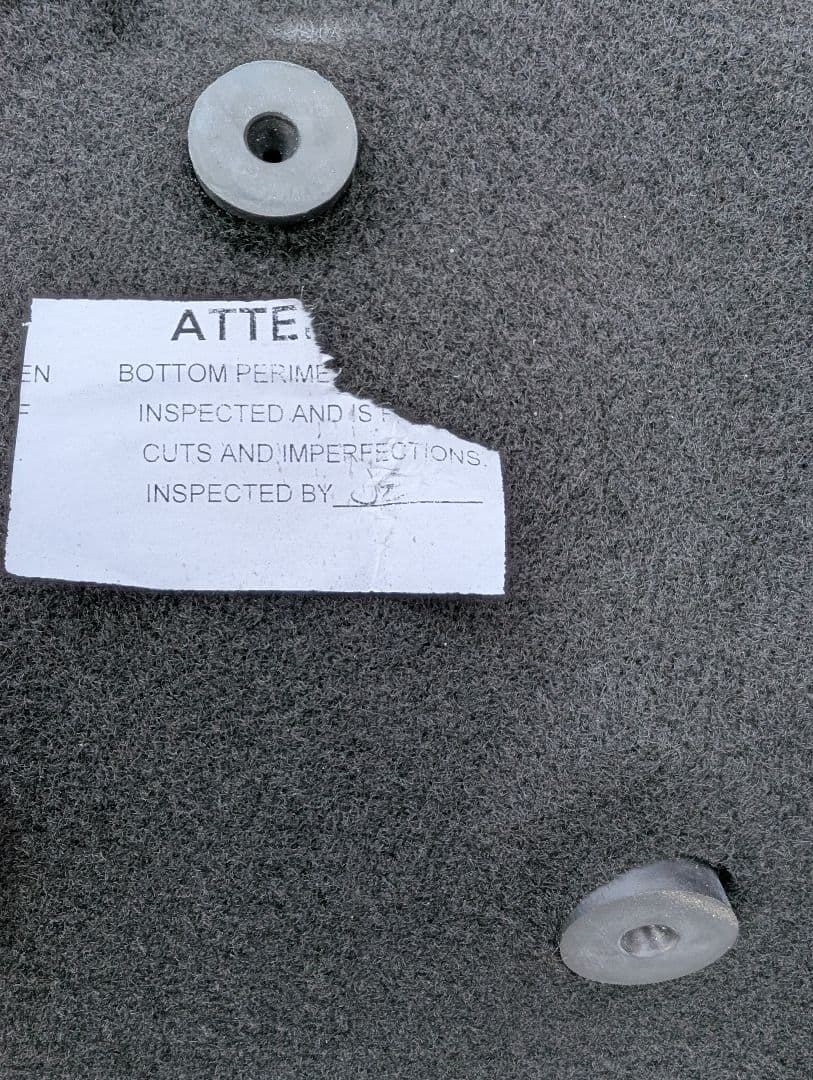 ATTE
EN BOTTOM PERIME
F INSPECTED AND IS
CUTS AND IMPERFECTIONS.
INSPECTED BY